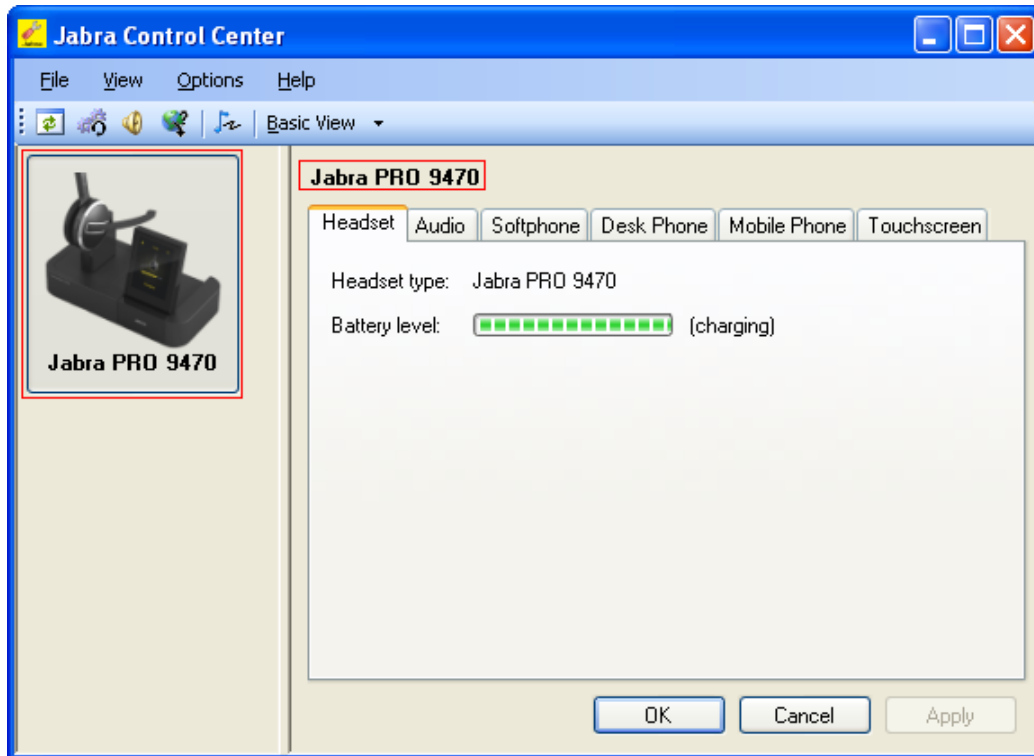 Jabra Control Center
File View Options Help
Basic View
Jabra PRO 9470
Jabra PRO 9470
Headset Audio Softphone Desk Phone Mobile Phone Touchscreen
Headset type: Jabra PRO 9470
Battery level: (charging)
OK Cancel Apply